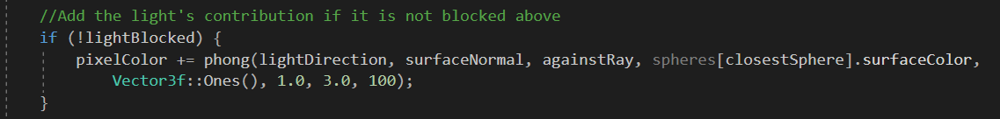 //Add the light's contribution if it is not blocked above
if (!lightBlocked) {
pixelColor += phong(lightDirection, surfaceNormal, againstRay, spheres[closestSphere].surfaceColor,
Vector3f::Ones(), 1.0, 3.0, 100);
}